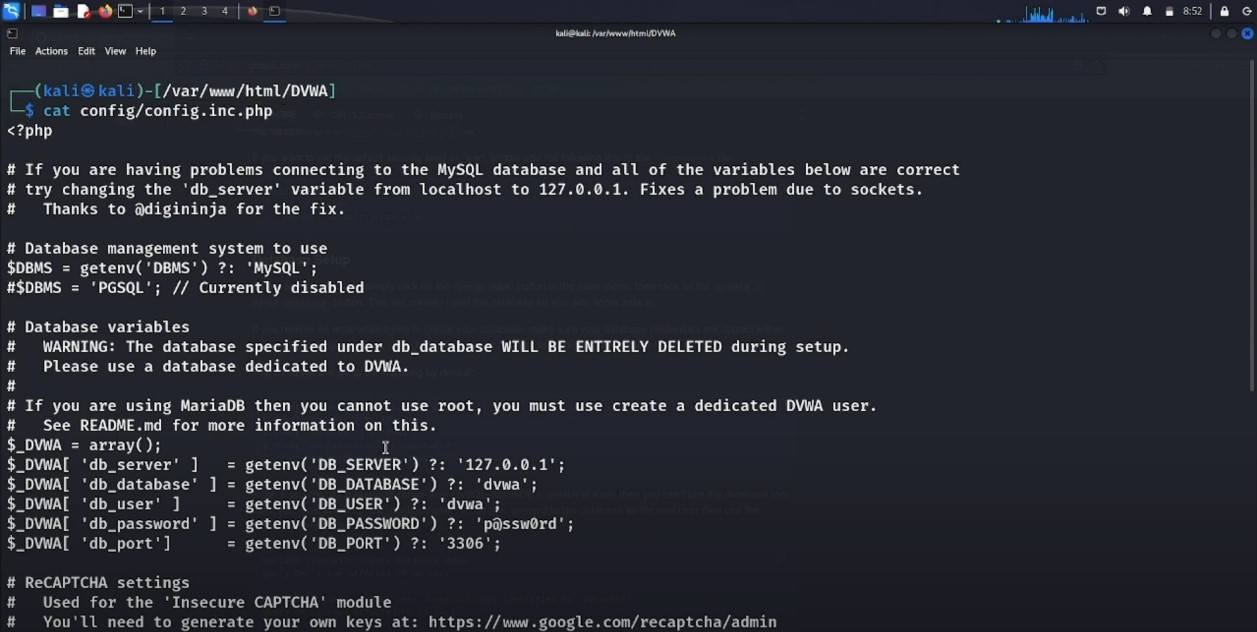 1 2 3 4
8:52
kali@kali: /var/www/html/DVWA
File Actions Edit View Help
(kali㉿kali)-[/var/www/html/DVWA]
$ cat config/config.inc.php
<?php
# If you are having problems connecting to the MySQL database and all of the variables below are correct
# try changing the 'db_server' variable from localhost to 127.0.0.1. Fixes a problem due to sockets.
#   Thanks to @digininja for the fix.
# Database management system to use
$DBMS = getenv('DBMS') ?: 'MySQL';
#$DBMS = 'PGSQL'; // Currently disabled
# Database variables
#   WARNING: The database specified under db_database WILL BE ENTIRELY DELETED during setup.
#   Please use a database dedicated to DVWA.
#
# If you are using MariaDB then you cannot use root, you must use create a dedicated DVWA user.
#   See README.md for more information on this.
$_DVWA = array();
$_DVWA[ 'db_server' ]   = getenv('DB_SERVER') ?: '127.0.0.1';
$_DVWA[ 'db_database' ] = getenv('DB_DATABASE') ?: 'dvwa';
$_DVWA[ 'db_user' ]     = getenv('DB_USER') ?: 'dvwa';
$_DVWA[ 'db_password' ] = getenv('DB_PASSWORD') ?: 'p@ssw0rd';
$_DVWA[ 'db_port']      = getenv('DB_PORT') ?: '3306';
# ReCAPTCHA settings
#   Used for the 'Insecure CAPTCHA' module
#   You'll need to generate your own keys at: https://www.google.com/recaptcha/admin